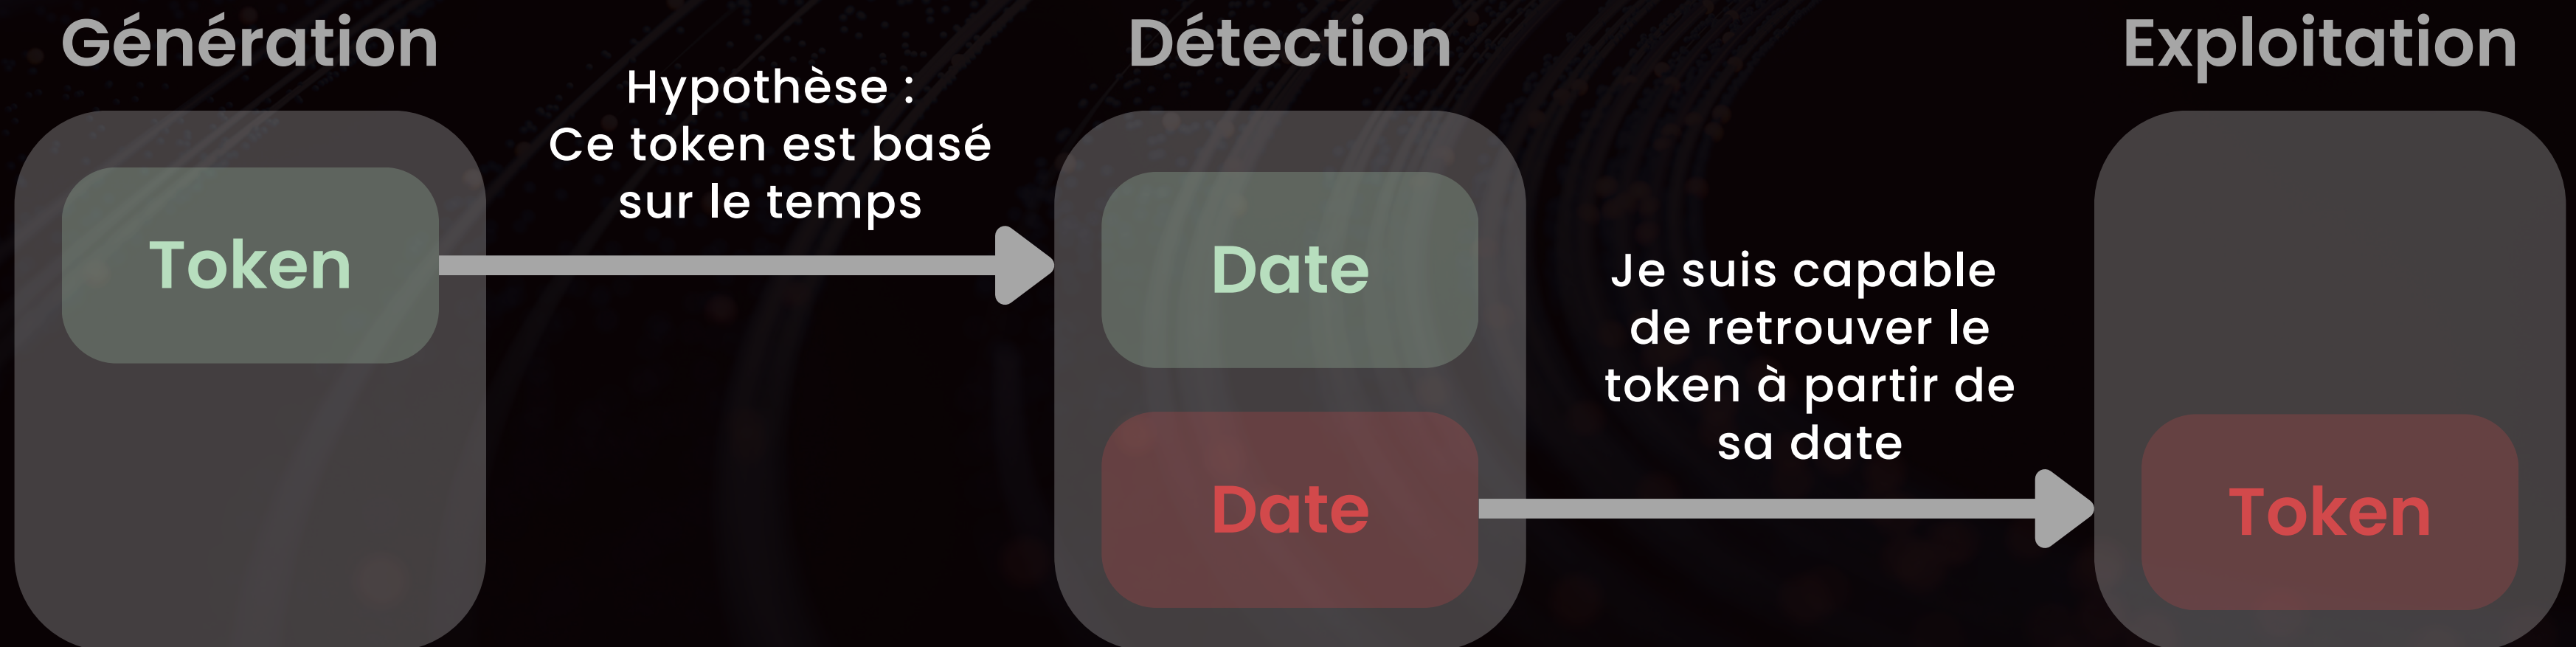 Génération
Détection
Exploitation
Hypothèse :
Ce token est basé
sur le temps
Token
Date
Date
Je suis capable
de retrouver le
token à partir de
sa date
Token